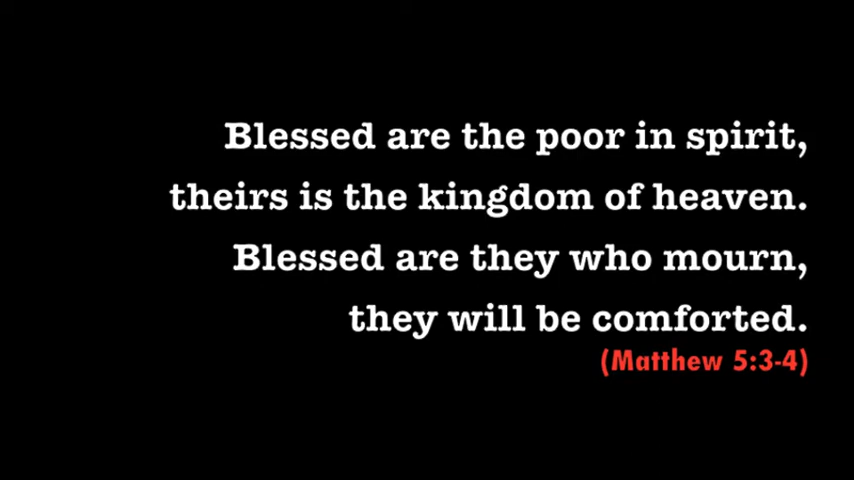 Blessed are the poor in spirit,
theirs is the kingdom of heaven.
Blessed are they who mourn,
they will be comforted.
(Matthew 5:3-4)